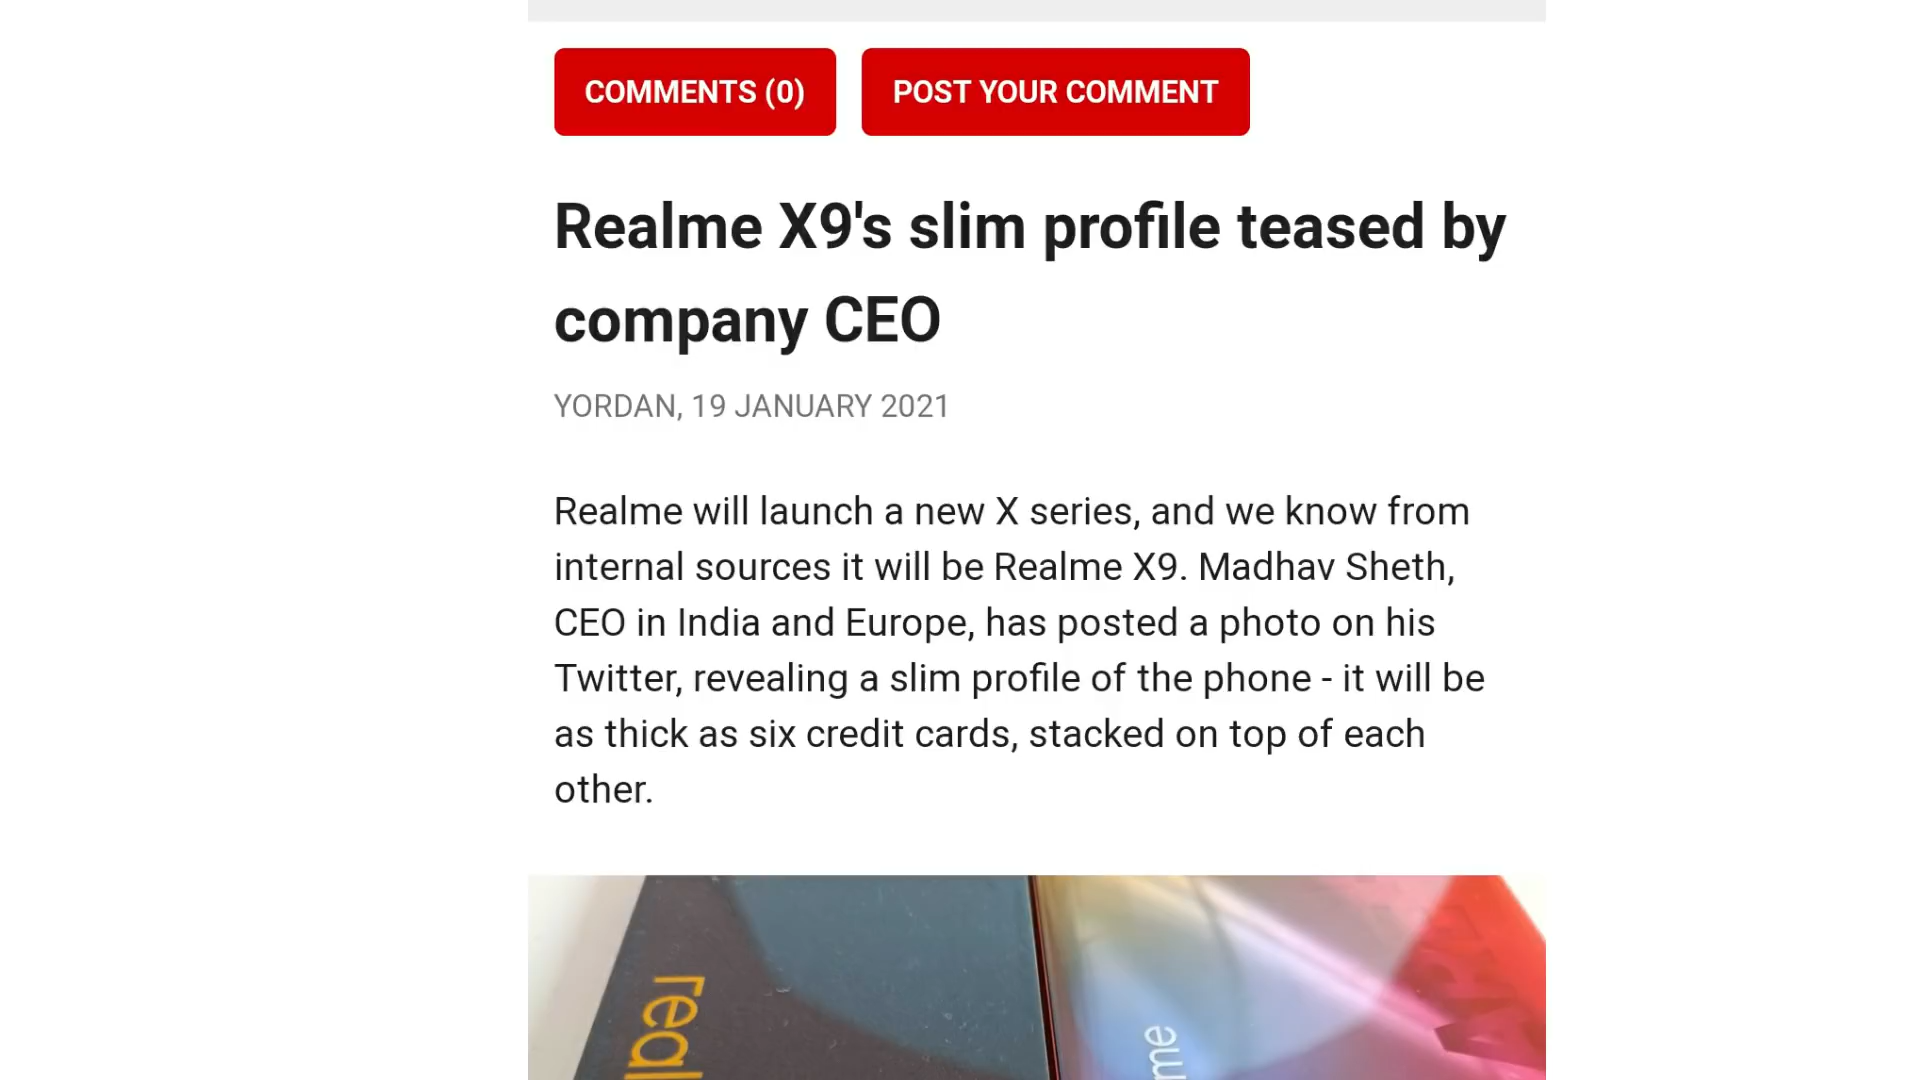 COMMENTS (0) POST YOUR COMMENT
Realme X9's slim profile teased by
company CEO
YORDAN, 19 JANUARY 2021
Realme will launch a new X series, and we know from
internal sources it will be Realme X9. Madhav Sheth,
CEO in India and Europe, has posted a photo on his
Twitter, revealing a slim profile of the phone - it will be
as thick as six credit cards, stacked on top of each
other.
real
me